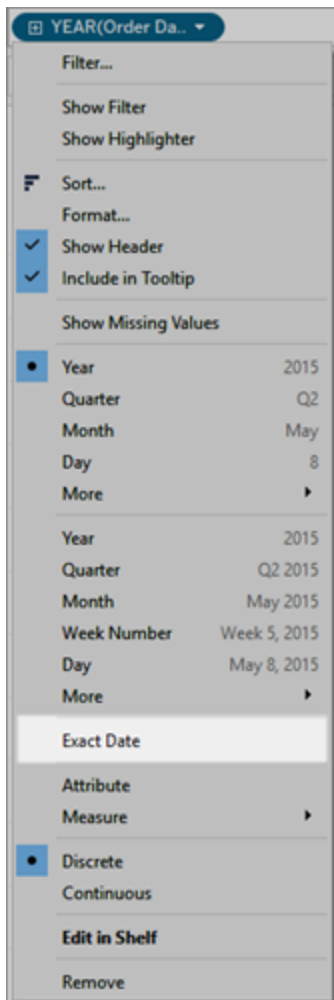 YEAR(Order Da..
Filter...
Show Filter
Show Highlighter
Sort...
Format...
Show Header
Include in Tooltip
Show Missing Values
Year 2015
Quarter Q2
Month May
Day 8
More
Year 2015
Quarter Q2 2015
Month May 2015
Week Number Week 5, 2015
Day May 8, 2015
More
Exact Date
Attribute
Measure
Discrete
Continuous
Edit in Shelf
Remove